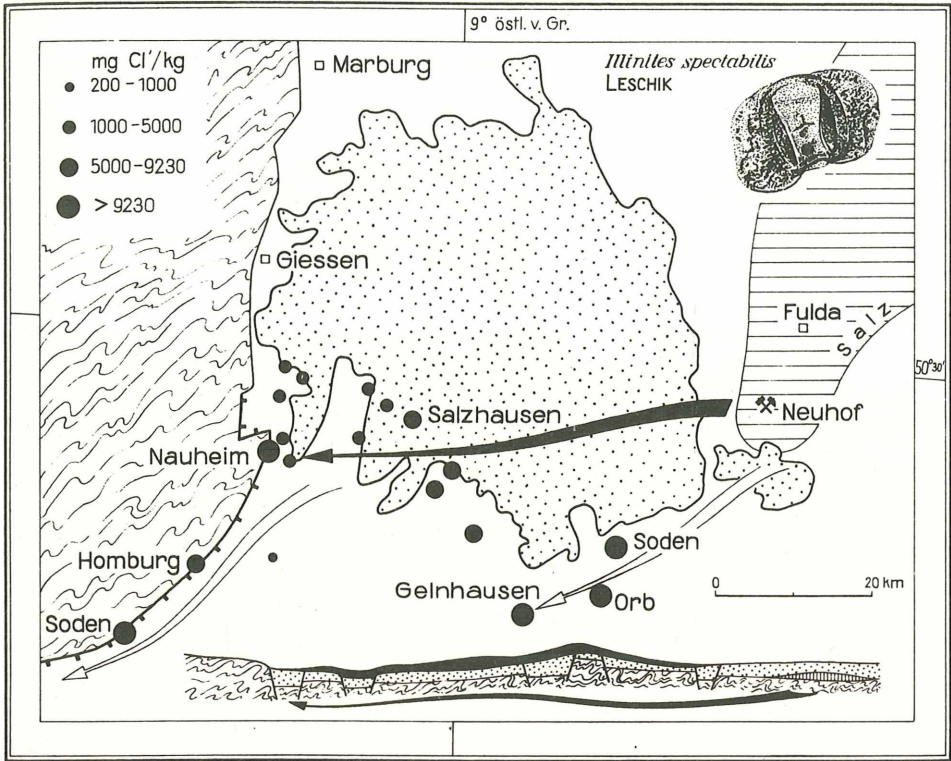 9° östl. v. Gr.
mg Cl'/kg
200-1000
1000-5000
5000-9230
> 9230
Marburg
Illinites spectabilis
LESCHIK
Giessen
Fulda
Salz
50°30'
Salzhausen
Neuhof
Nauheim
Homburg
Soden
Gelnhausen
Orb
Soden
0 20 km